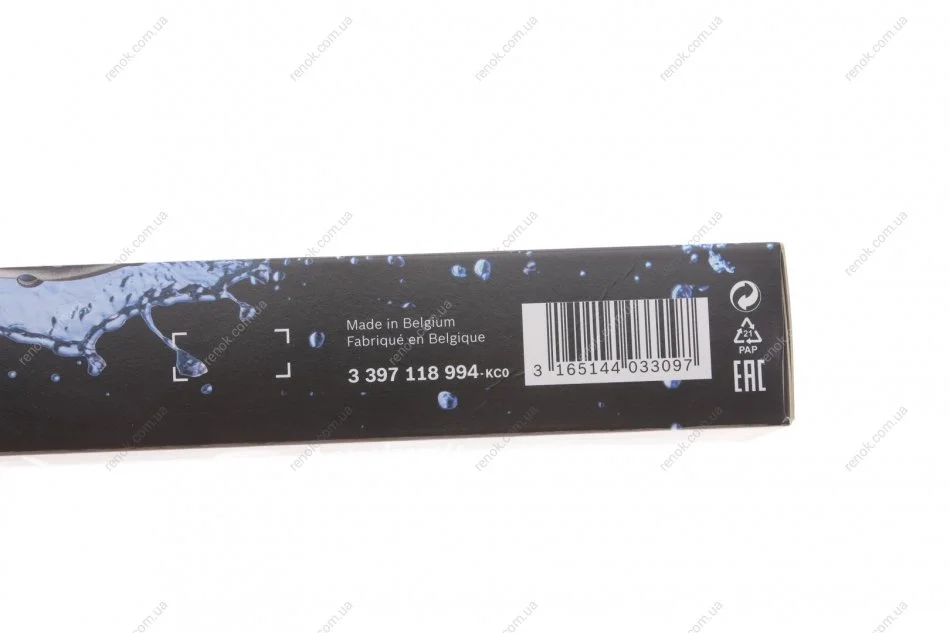 Made in Belgium
Fabriqué en Belgique
3 397 118 994-KC0
3 165144 033097
21
PAP
EAC
renok.com.ua